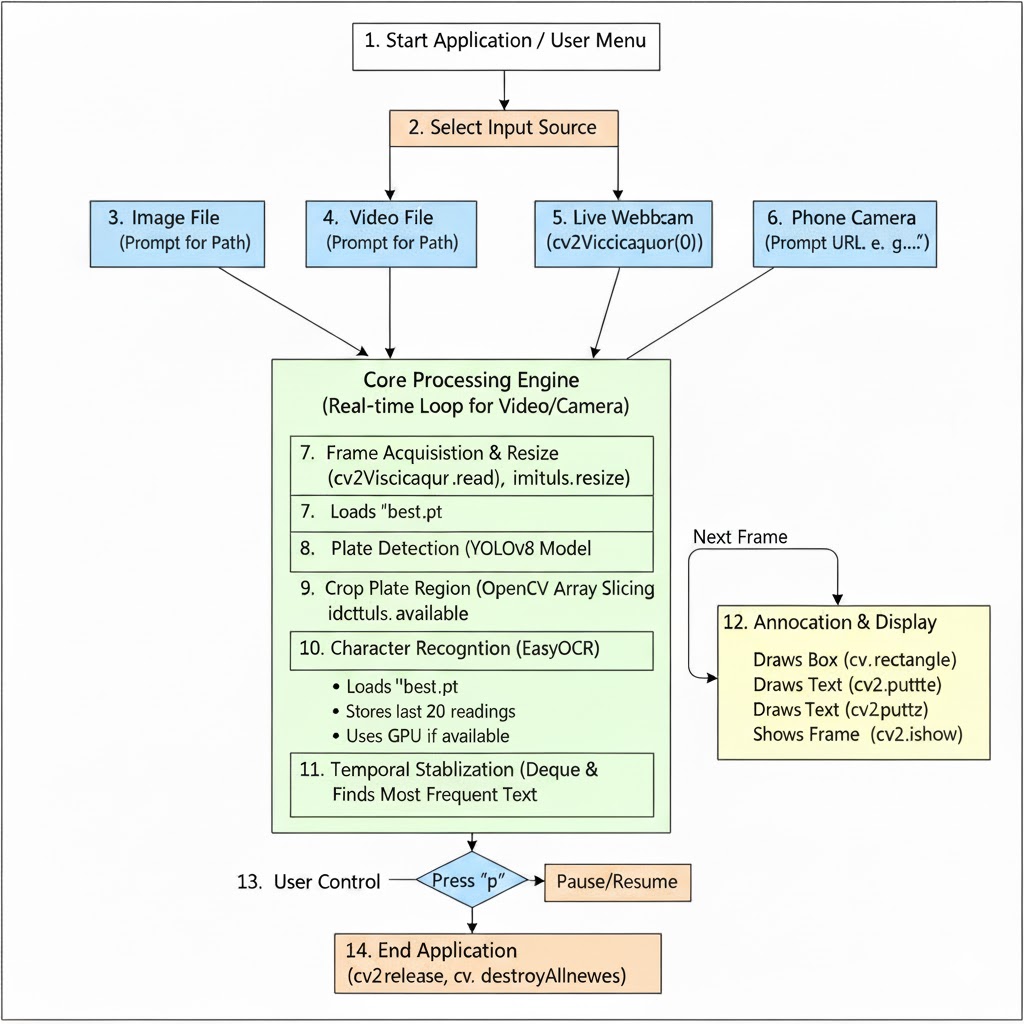 1. Start Application / User Menu
2. Select Input Source
3. Image File
(Prompt for Path)
4. Video File
(Prompt for Path)
5. Live Webbcam
(cv2Viccicaquor(0))
6. Phone Camera
(Prompt URL. e. g....")
Core Processing Engine
(Real-time Loop for Video/Camera)
7. Frame Acquisistion & Resize
(cv2Viscicaqur.read), imituls.resize)
7. Loads "best.pt
8. Plate Detection (YOLOv8 Model
9. Crop Plate Region (OpenCV Array Slicing
idcttuls. available
10. Character Recogntion (EasyOCR)
• Loads "best.pt
• Stores last 20 readings
• Uses GPU if available
11. Temporal Stablization (Deque &
Finds Most Frequent Text
Next Frame
12. Annocation & Display
Draws Box (cv.rectangle)
Draws Text (cv2.puttte)
Draws Text (cv2puttz)
Shows Frame (cv2.ishow)
13. User Control
Press "p"
Pause/Resume
14. End Application
(cv2release, cv. destroyAllnewes)